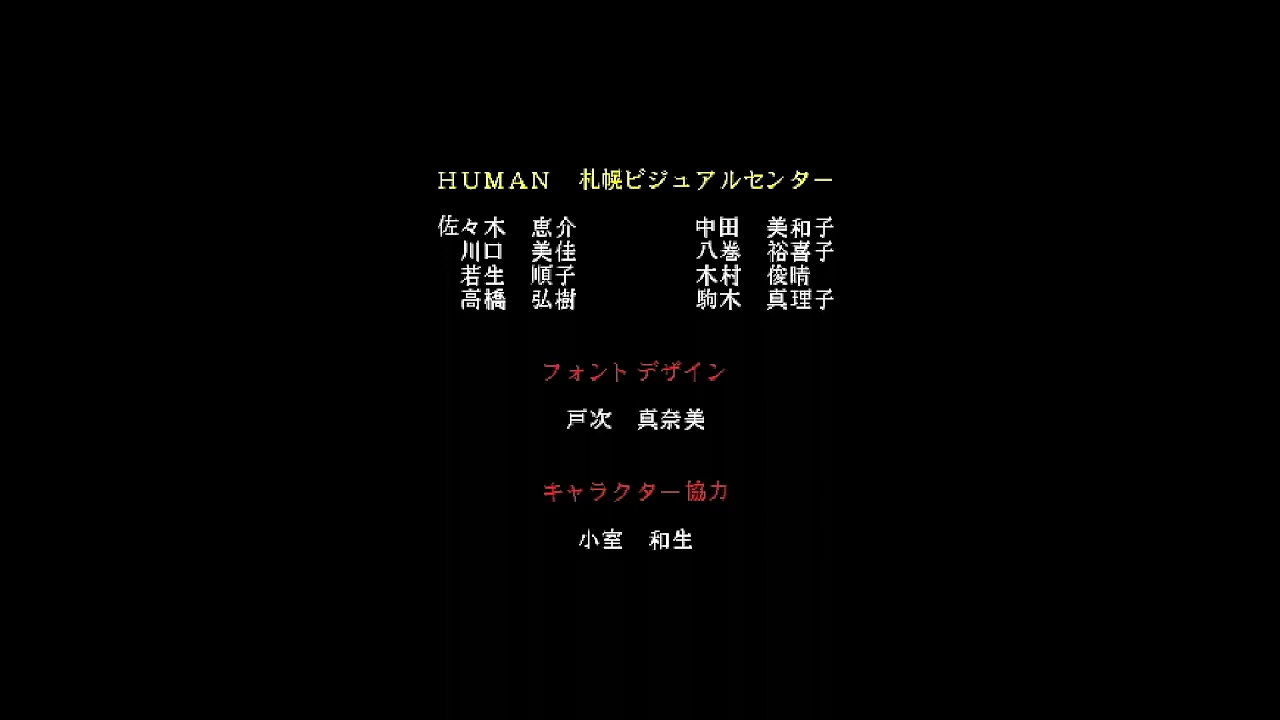 HUMAN　札幌ビジュアルセンター
佐々木　恵介　中田　美和子
川口　美佳　八巻　裕喜子
若生　順子　木村　俊晴
高橋　弘樹　駒木　真理子
フォントデザイン
戸次　真奈美
キャラクター協力
小室　和生